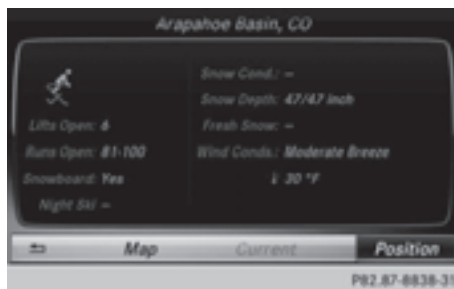 Arapahoe Basin, CO
Lifts Open: 6
Runs Open: 81-100
Snowboard: Yes
Night Ski –
Snow Cond.: –
Snow Depth: 47/47 inch
Fresh Snow: –
Wind Conds.: Moderate Breeze
30 °F
Map Current Position
P82.87-8838-31